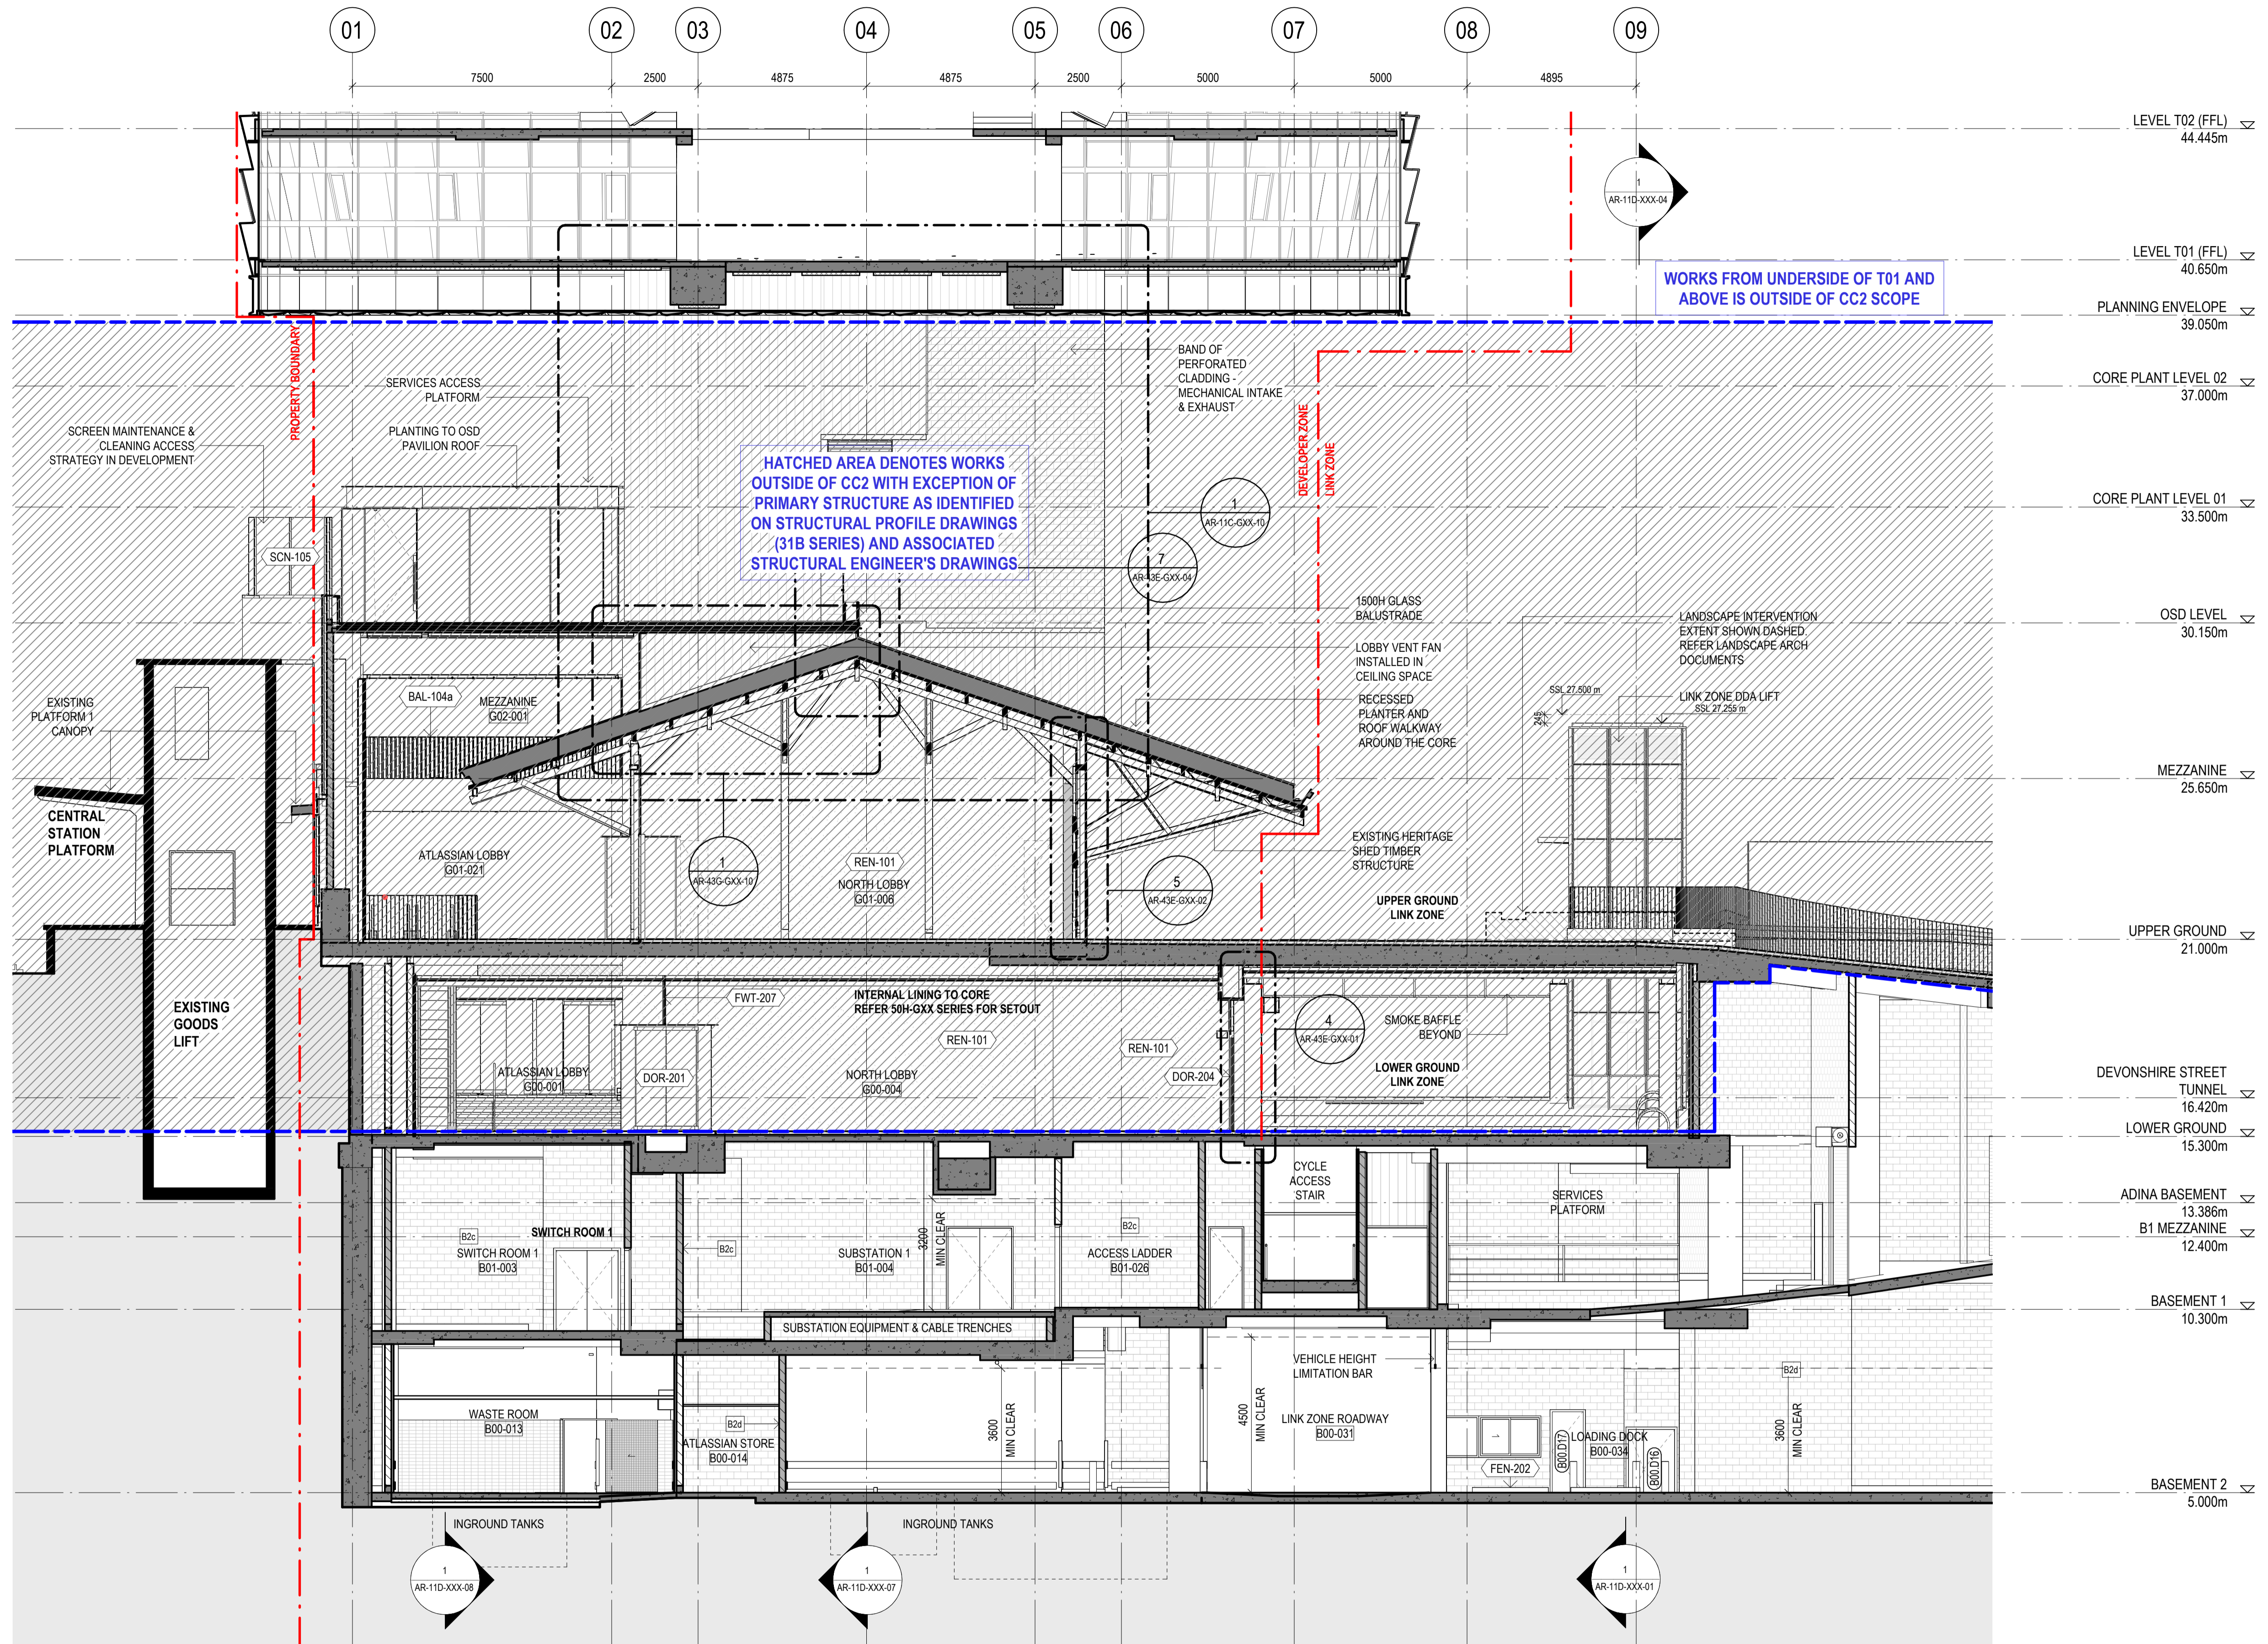 01
02
03
04
05
06
07
08
09
7500
2500
4875
4875
2500
5000
5000
4895
LEVEL T02 (FFL)
44.445m
1
AR-11D-XXX-04
LEVEL T01 (FFL)
40.650m
WORKS FROM UNDERSIDE OF T01 AND
ABOVE IS OUTSIDE OF CC2 SCOPE
PLANNING ENVELOPE
39.050m
PROPERTY BOUNDARY
BAND OF
PERFORATED
CLADDING -
MECHANICAL INTAKE
& EXHAUST
SERVICES ACCESS
PLATFORM
CORE PLANT LEVEL 02
37.000m
SCREEN MAINTENANCE &
CLEANING ACCESS
STRATEGY IN DEVELOPMENT
PLANTING TO OSD
PAVILION ROOF
DEVELOPER ZONE
LINK ZONE
HATCHED AREA DENOTES WORKS
OUTSIDE OF CC2 WITH EXCEPTION OF
PRIMARY STRUCTURE AS IDENTIFIED
ON STRUCTURAL PROFILE DRAWINGS
(31B SERIES) AND ASSOCIATED
STRUCTURAL ENGINEER'S DRAWINGS
1
AR-11C-GXX-10
CORE PLANT LEVEL 01
33.500m
SCN-105
7
AR-43E-GXX-04
1500H GLASS
BALUSTRADE
LANDSCAPE INTERVENTION
EXTENT SHOWN DASHED.
REFER LANDSCAPE ARCH
DOCUMENTS
OSD LEVEL
30.150m
LOBBY VENT FAN
INSTALLED IN
CEILING SPACE
EXISTING
PLATFORM 1
CANOPY
BAL-104a
MEZZANINE
G02-001
RECESSED
PLANTER AND
ROOF WALKWAY
AROUND THE CORE
SSL 27.500 m
245
LINK ZONE DDA LIFT
SSL 27.255 m
MEZZANINE
25.650m
CENTRAL
STATION
PLATFORM
ATLASSIAN LOBBY
G01-021
1
AR-43G-GXX-10
REN-101
NORTH LOBBY
G01-006
5
AR-43E-GXX-02
EXISTING HERITAGE
SHED TIMBER
STRUCTURE
UPPER GROUND
LINK ZONE
UPPER GROUND
21.000m
EXISTING
GOODS
LIFT
FWT-207
INTERNAL LINING TO CORE
REFER 50H-GXX SERIES FOR SETOUT
REN-101
REN-101
4
AR-43E-GXX-01
SMOKE BAFFLE
BEYOND
ATLASSIAN LOBBY
G00-001
DOR-201
NORTH LOBBY
G00-004
DOR-204
LOWER GROUND
LINK ZONE
DEVONSHIRE STREET
TUNNEL
16.420m
LOWER GROUND
15.300m
CYCLE
ACCESS
STAIR
SERVICES
PLATFORM
ADINA BASEMENT
13.386m
B1 MEZZANINE
12.400m
B2c
SWITCH ROOM 1
SWITCH ROOM 1
B01-003
B2c
SUBSTATION 1
B01-004
3200
MIN CLEAR
B2c
ACCESS LADDER
B01-026
BASEMENT 1
10.300m
SUBSTATION EQUIPMENT & CABLE TRENCHES
VEHICLE HEIGHT
LIMITATION BAR
B2d
WASTE ROOM
B00-013
B2d
ATLASSIAN STORE
B00-014
3600
MIN CLEAR
4500
MIN CLEAR
LINK ZONE ROADWAY
B00-031
FEN-202
B00.D17
LOADING DOCK
B00-034
B00.D16
3600
MIN CLEAR
BASEMENT 2
5.000m
INGROUND TANKS
INGROUND TANKS
1
AR-11D-XXX-08
1
AR-11D-XXX-07
1
AR-11D-XXX-01